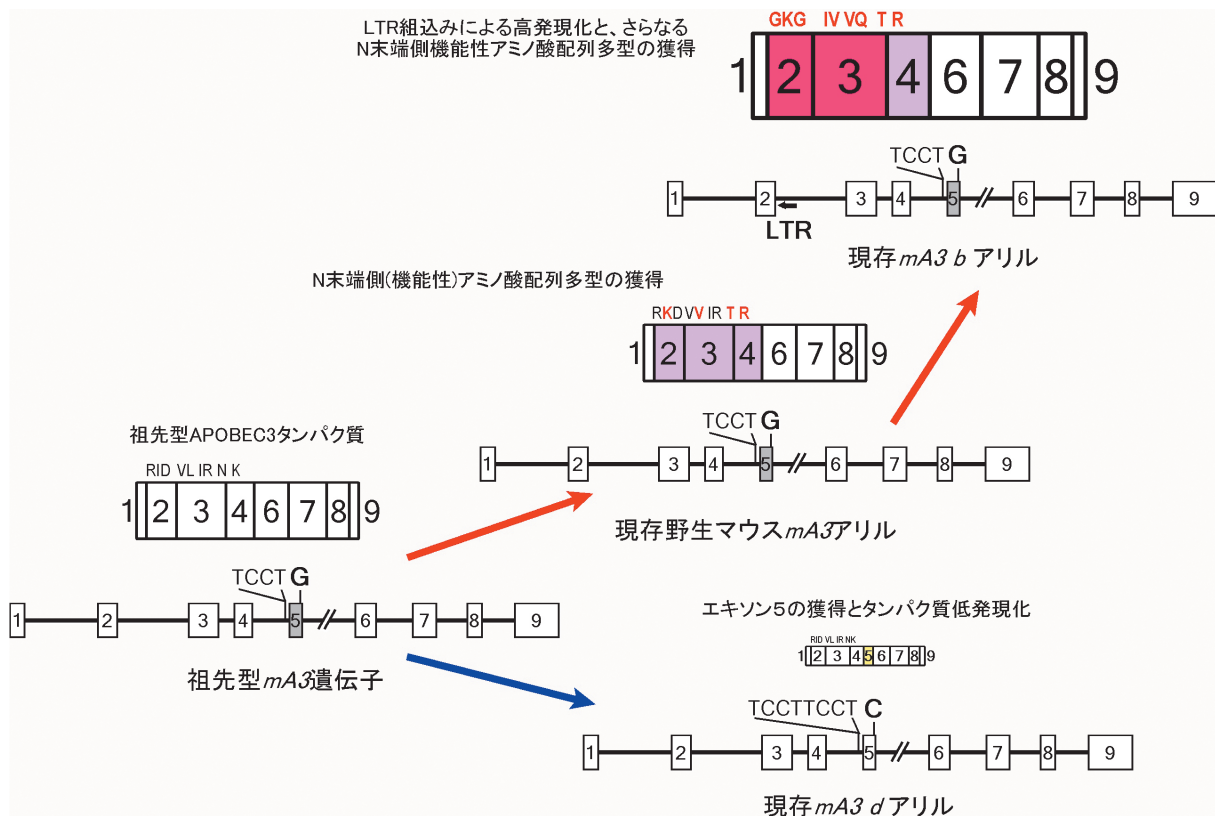 LTR組込みによる高発現化と、さらなる
N末端側機能性アミノ酸配列多型の獲得
GKG IV VQ T R
1 2 3 4 6 7 8 9
TCCT G
1 2 3 4 5 6 7 8 9
LTR
現存mA3 b アリル
N末端側(機能性)アミノ酸配列多型の獲得
RKDVV IR T R
1 2 3 4 6 7 8 9
TCCT G
1 2 3 4 5 6 7 8 9
現存野生マウスmA3アリル
祖先型APOBEC3タンパク質
RID VL IR N K
1 2 3 4 6 7 8 9
TCCT G
1 2 3 4 5 6 7 8 9
祖先型mA3遺伝子
エキソン5の獲得とタンパク質低発現化
RID VL IR NK
1 2 3 4 5 6 7 8 9
TCCTTCCT C
1 2 3 4 5 6 7 8 9
現存mA3 d アリル